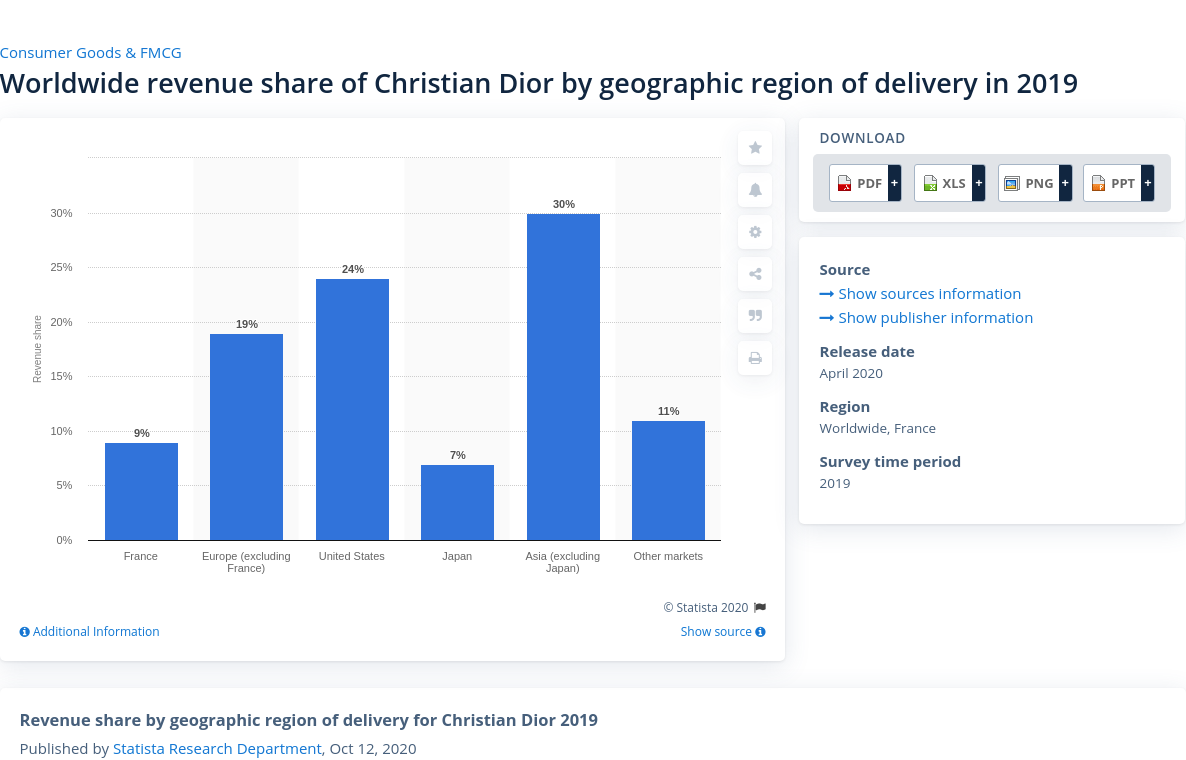 Consumer Goods & FMCG
Worldwide revenue share of Christian Dior by geographic region of delivery in 2019
Revenue share
30%
25%
20%
15%
10%
5%
0%
9%
19%
24%
7%
30%
11%
France
Europe (excluding
France)
United States
Japan
Asia (excluding
Japan)
Other markets
© Statista 2020
Additional Information
Show source
DOWNLOAD
PDF +
XLS +
PNG +
PPT +
Source
Show sources information
Show publisher information
Release date
April 2020
Region
Worldwide, France
Survey time period
2019
Revenue share by geographic region of delivery for Christian Dior 2019
Published by Statista Research Department, Oct 12, 2020